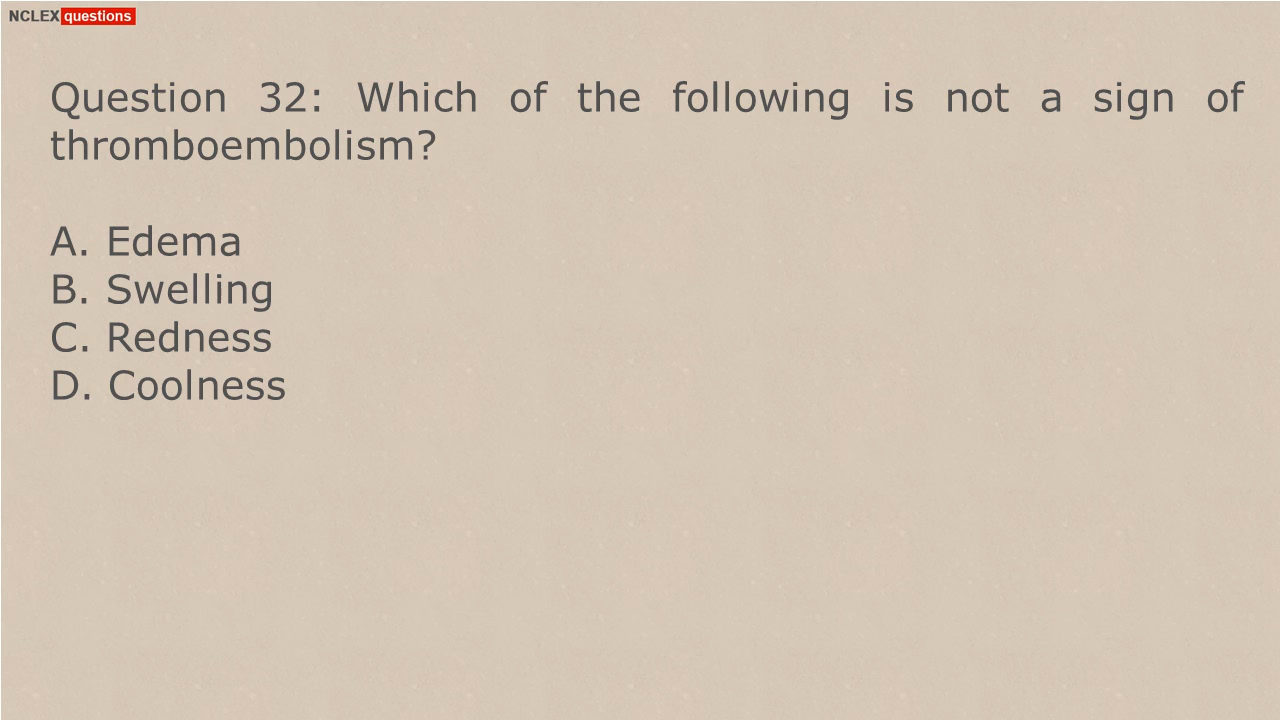 NCLEX questions
Question 32: Which of the following is not a sign of
thromboembolism?
A. Edema
B. Swelling
C. Redness
D. Coolness